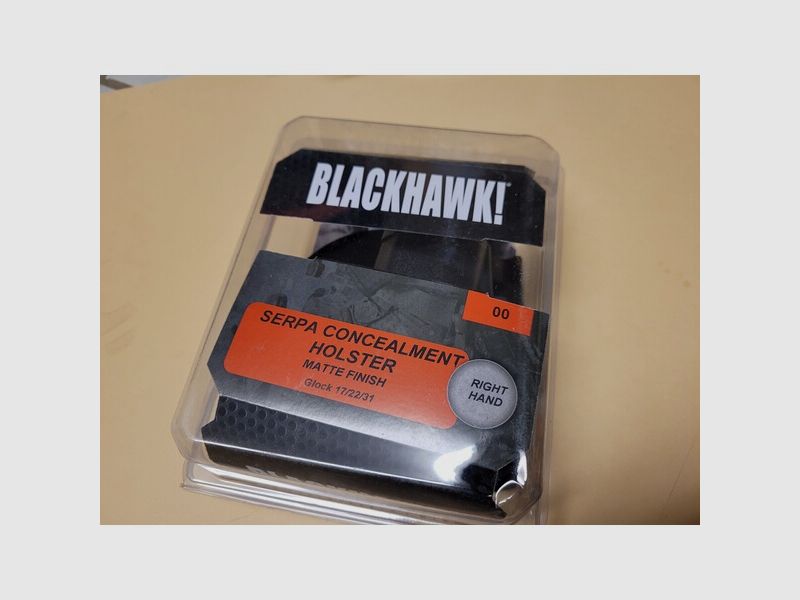 BLACKHAWK!
00
SERPA CONCEALMENT
HOLSTER
MATTE FINISH
Glock 17/22/31
RIGHT
HAND